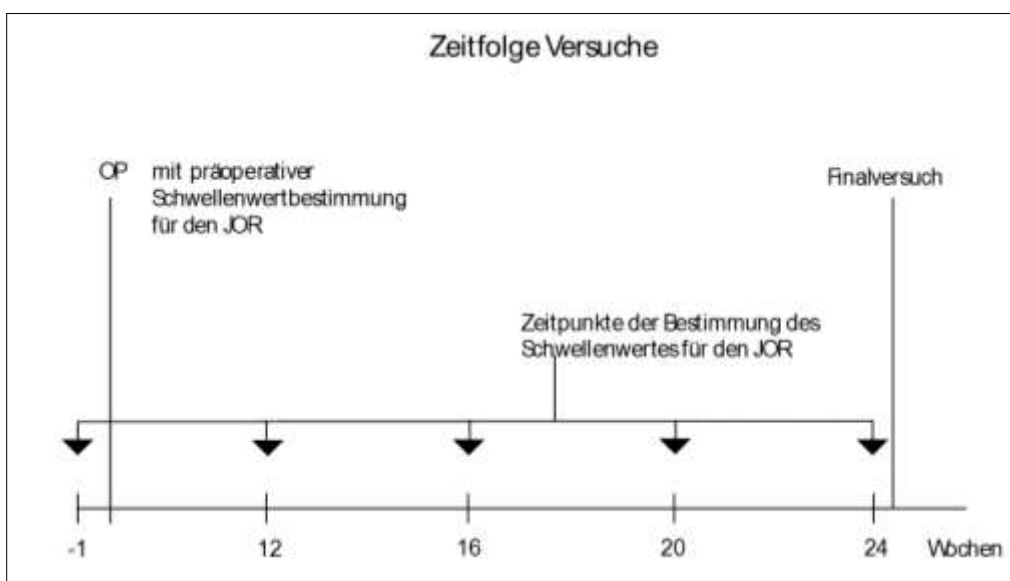 Zeitfolge Versuche
OP mit präoperativer
Schwellenwertbestimmung
für den JOR
Finalversuch
Zeitpunkte der Bestimmung des
Schwellenwertes für den JOR
-1 12 16 20 24 Wochen